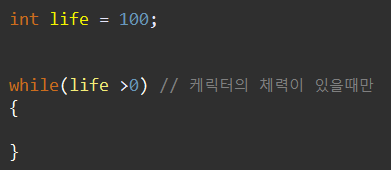 int life = 100;
while(life >0) // 케릭터의 체력이 있을때만
{
}